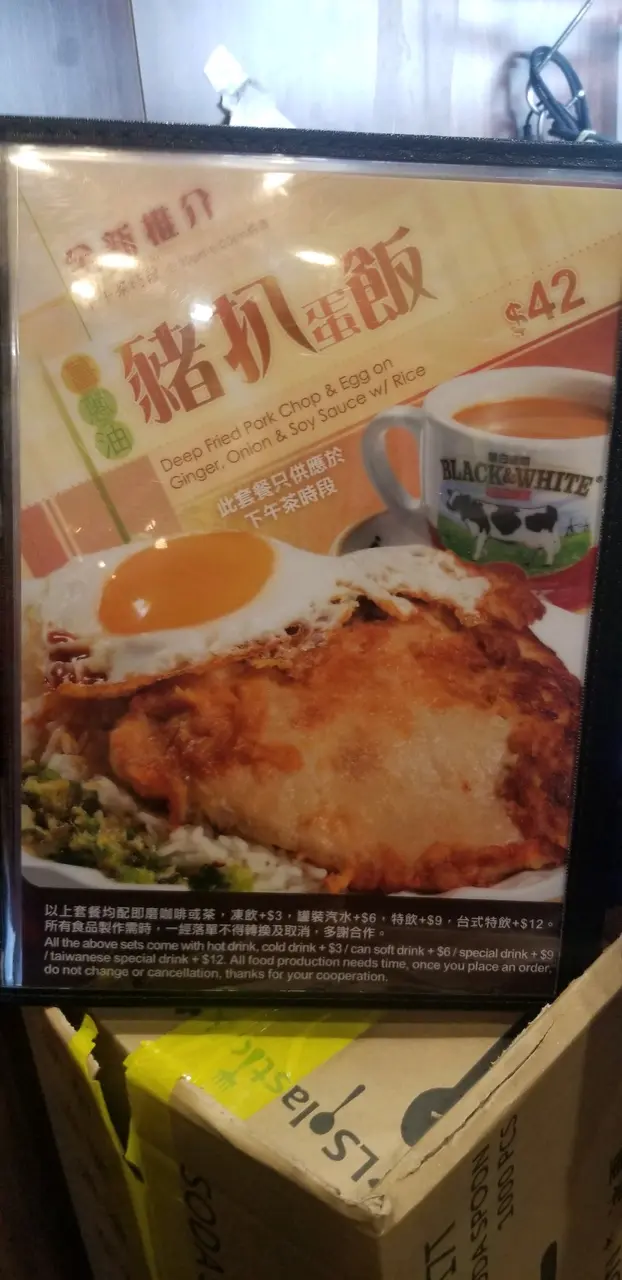 全新推介
豬扒蛋飯
薑蔥油
$42
Deep Fried Pork Chop & Egg on
Ginger, Onion & Soy Sauce w/ Rice
此套餐只供應於
下午茶時段
BLACK&WHITE
以上套餐均配即磨咖啡或茶，凍飲+$3，罐裝汽水+$6，特飲+$9，台式特飲+$12。
所有食品製作需時，一經落單不得轉換及取消，多謝合作。
All the above sets come with hot drink, cold drink + $3 / can soft drink + $6 / special drink + $9
/ taiwanese special drink + $12. All food production needs time, once you place an order,
do not change or cancellation, thanks for your cooperation.
LS plastic
SODA
SODA SPOON
1000 PCS